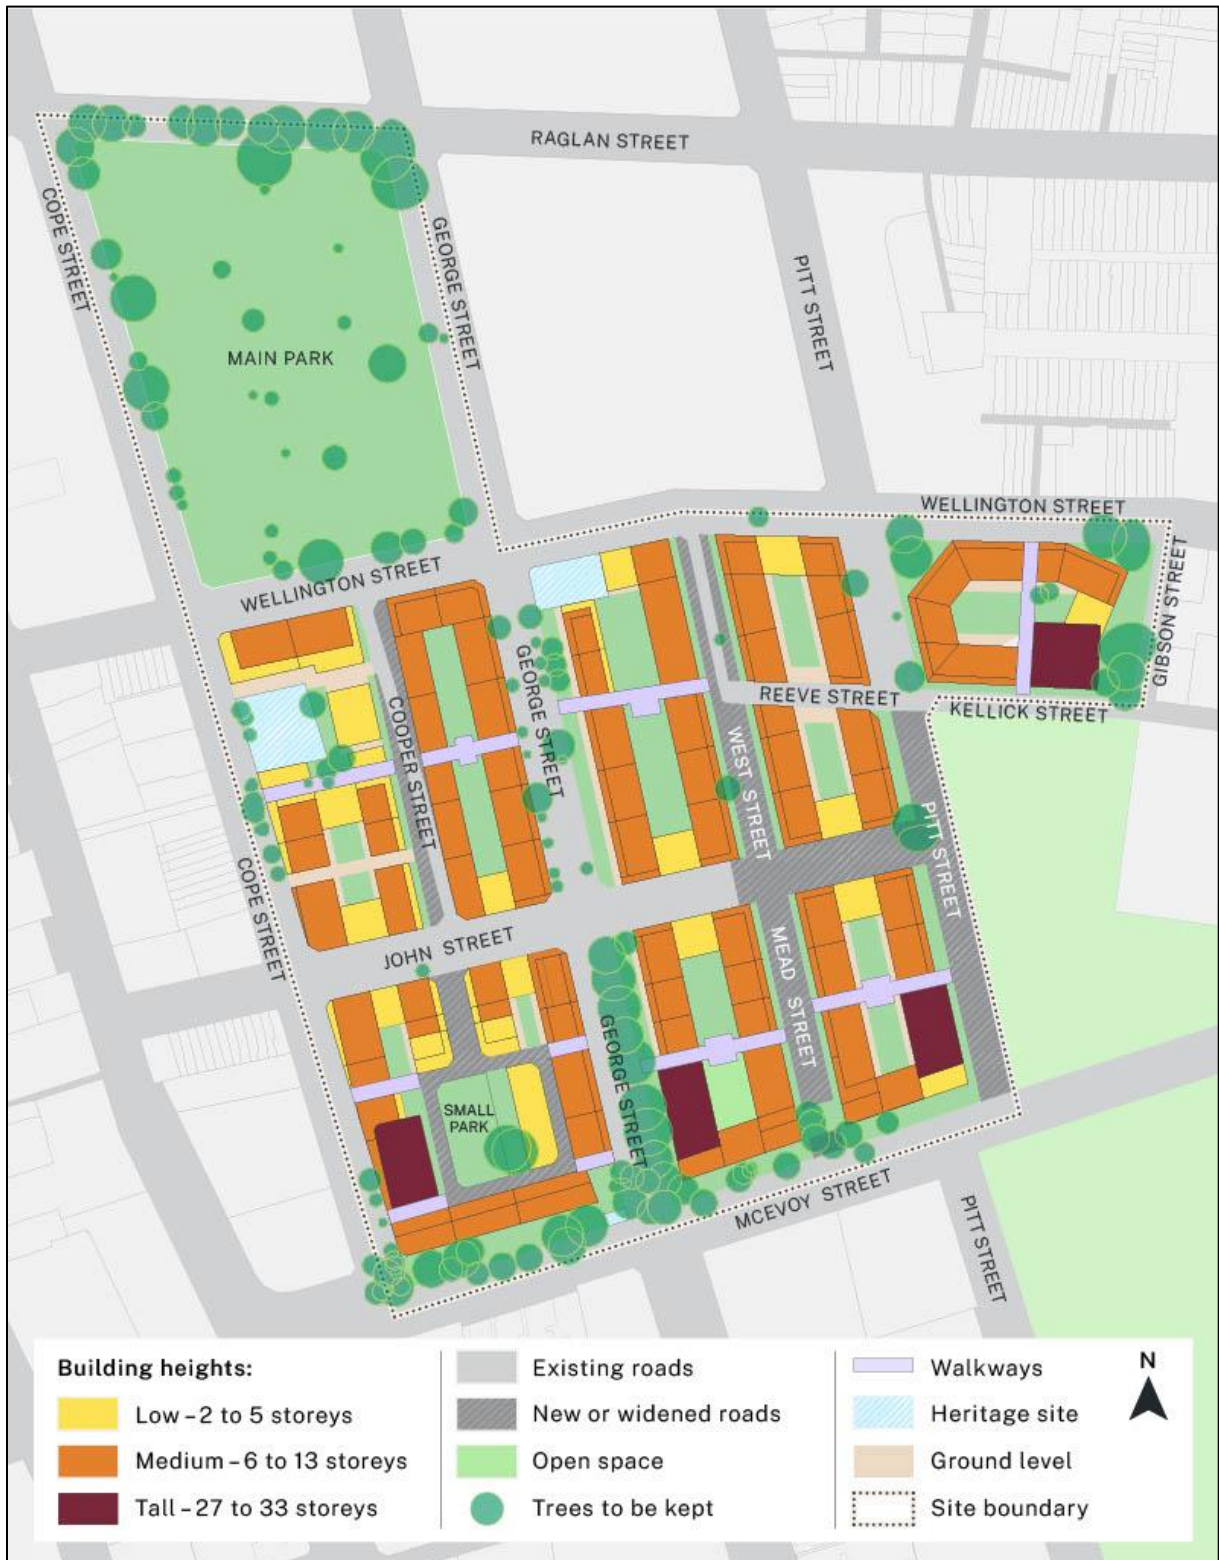 RAGLAN STREET
COPE STREET
GEORGE STREET
PITT STREET
MAIN PARK
WELLINGTON STREET
WELLINGTON STREET
GIBSON STREET
GEORGE STREET
REEVE STREET
KELLICK STREET
COOPER STREET
WEST STREET
PITT STREET
COPE STREET
JOHN STREET
MEAD STREET
GEORGE STREET
SMALL
PARK
MCEVOY STREET
PITT STREET
Building heights:
Low – 2 to 5 storeys
Medium – 6 to 13 storeys
Tall – 27 to 33 storeys
Existing roads
New or widened roads
Open space
Trees to be kept
Walkways
Heritage site
Ground level
Site boundary
N